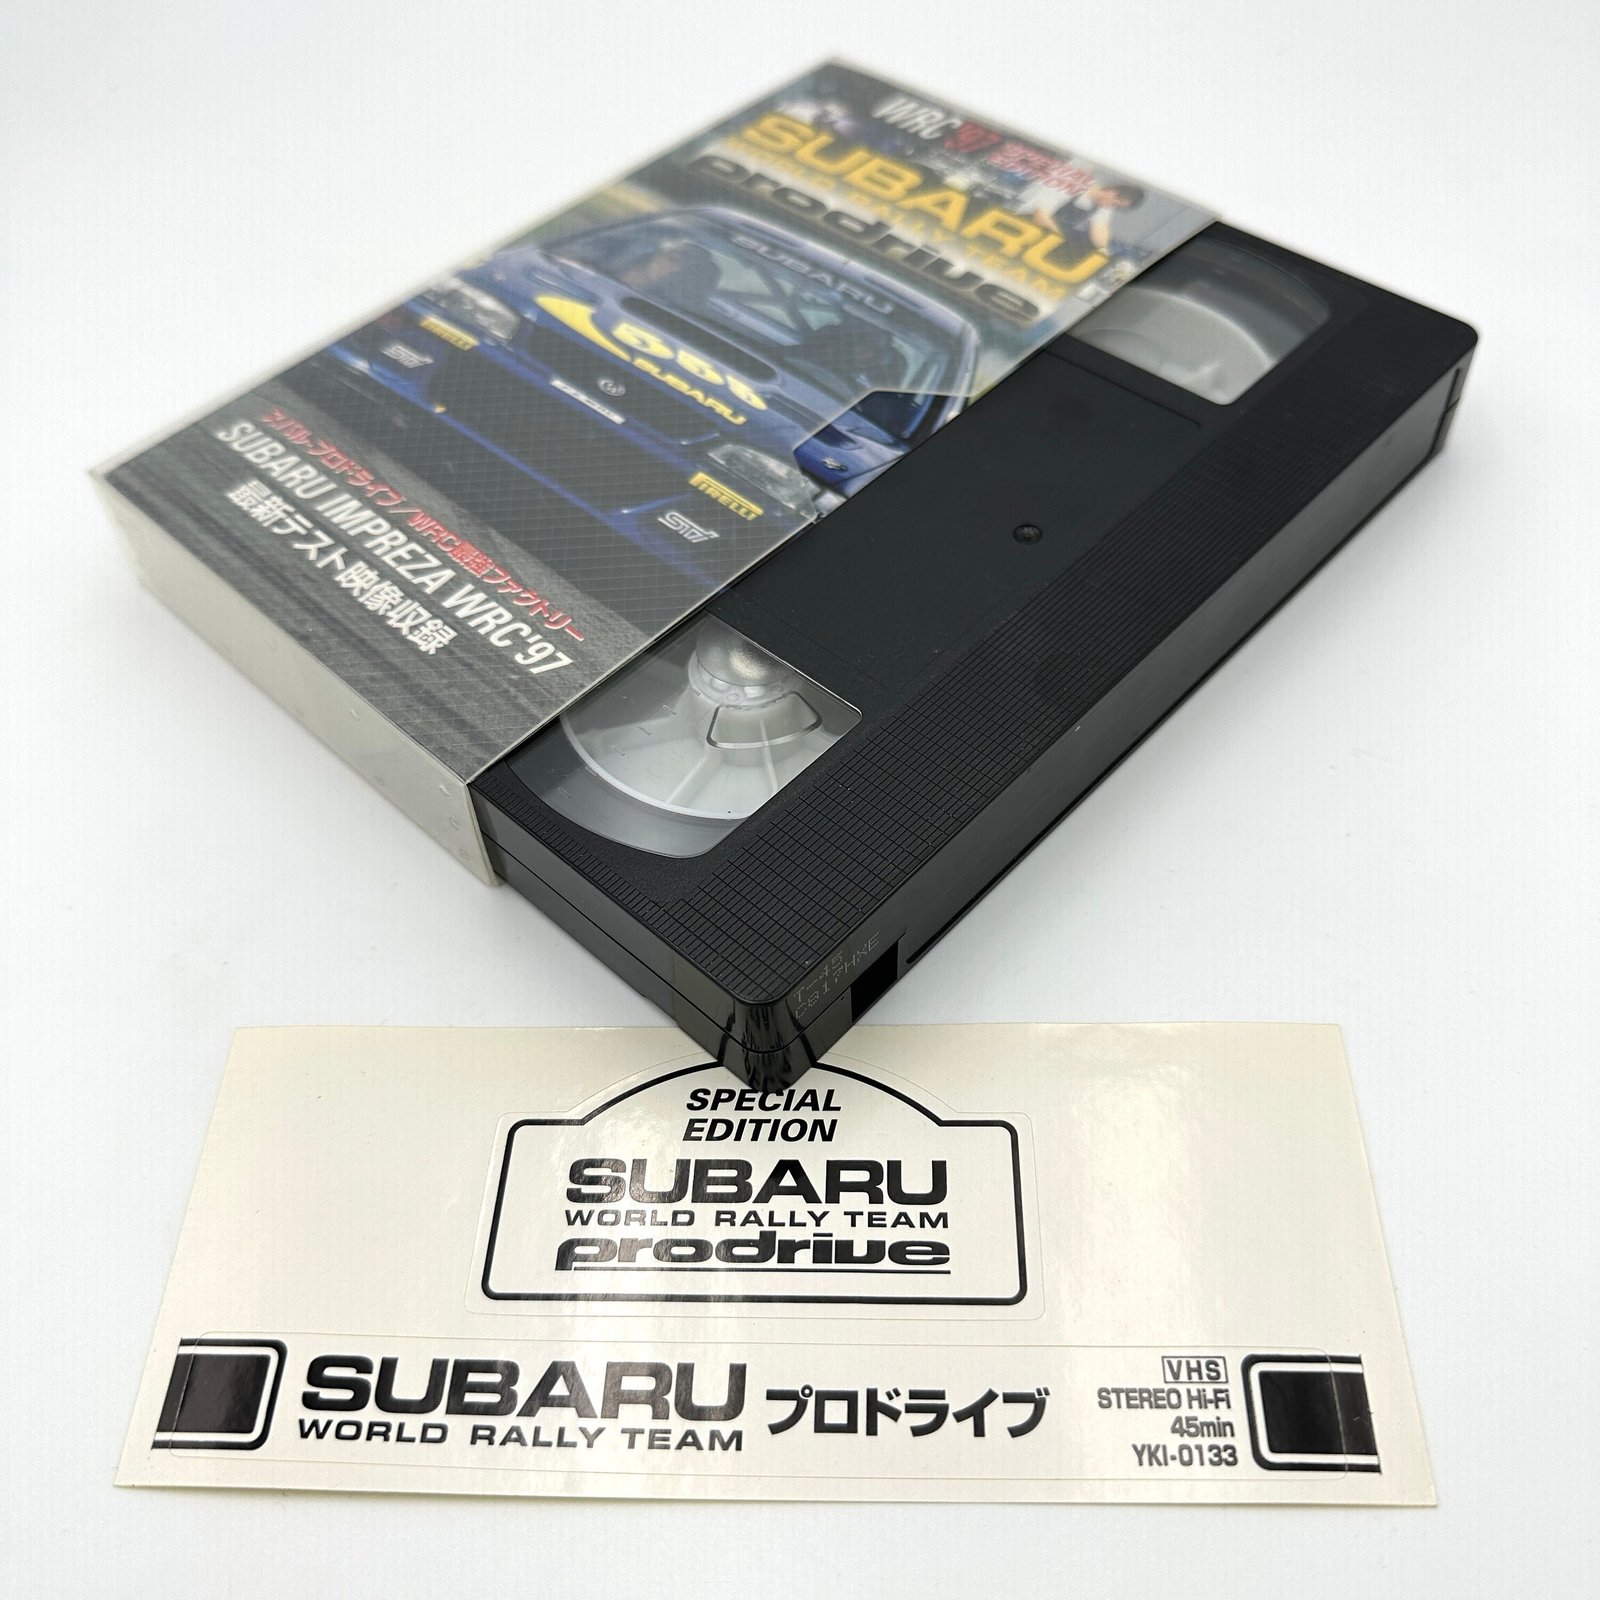 WRC'97 SPECIAL EDITION
SUBARU
WORLD RALLY TEAM
prodrive
SUBARU
555
SUBARU
PIRELLI
STi
PIRELLI
STi
スバル・プロドライブ/WRC最強ファクトリー
SUBARU IMPREZA WRC'97
最新テスト映像収録
T-45
SPECIAL
EDITION
SUBARU
WORLD RALLY TEAM
prodrive
SUBARU
WORLD RALLY TEAM
プロドライブ
VHS
STEREO Hi-Fi
45min
YKI-0133